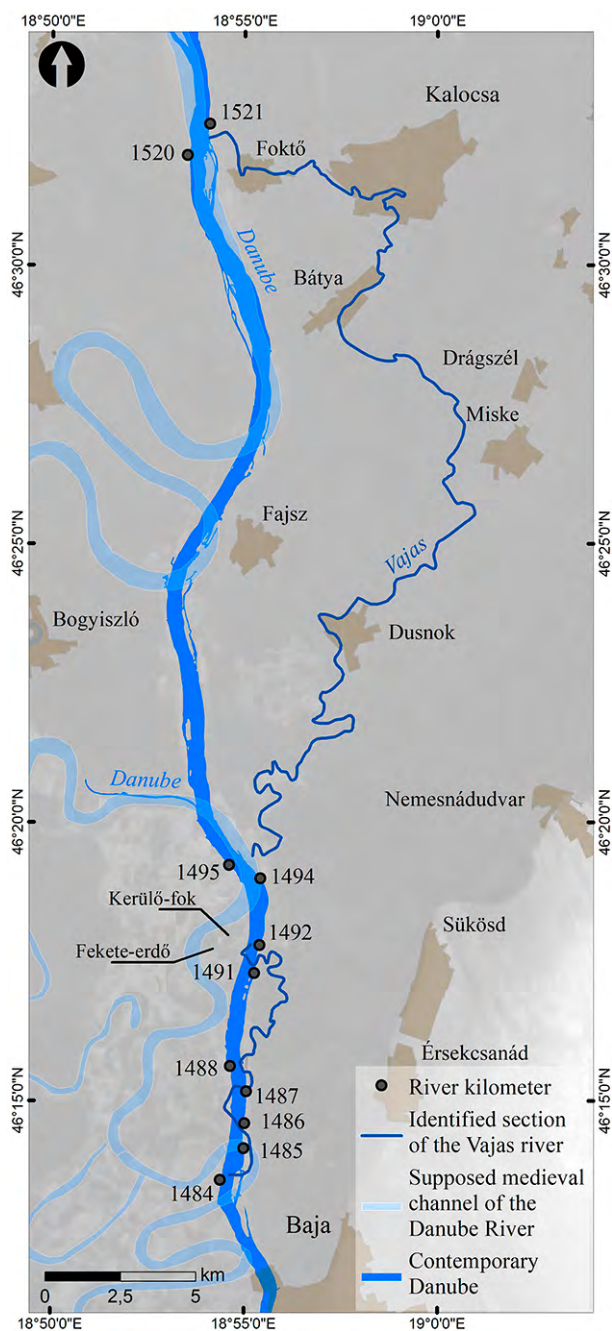 18°50'0"E
18°55'0"E
19°0'0"E
1521
Kalocsa
1520
Foktő
46°30'0"N
Danube
46°30'0"N
Bátya
Drágszél
Miske
46°25'0"N
Fajsz
46°25'0"N
Vajas
Bogyiszló
Dusnok
Danube
Nemesnádudvar
46°20'0"N
46°20'0"N
1495
1494
Kerülő-fok
Sükösd
1492
Fekete-erdő
1491
Érsekcsanád
1488
River kilometer
1487
46°15'0"N
46°15'0"N
1486
Identified section
of the Vajas river
1485
1484
Supposed medieval
channel of the
Danube River
Baja
Contemporary
Danube
km
0
2,5
5
18°50'0"E
18°55'0"E
19°0'0"E